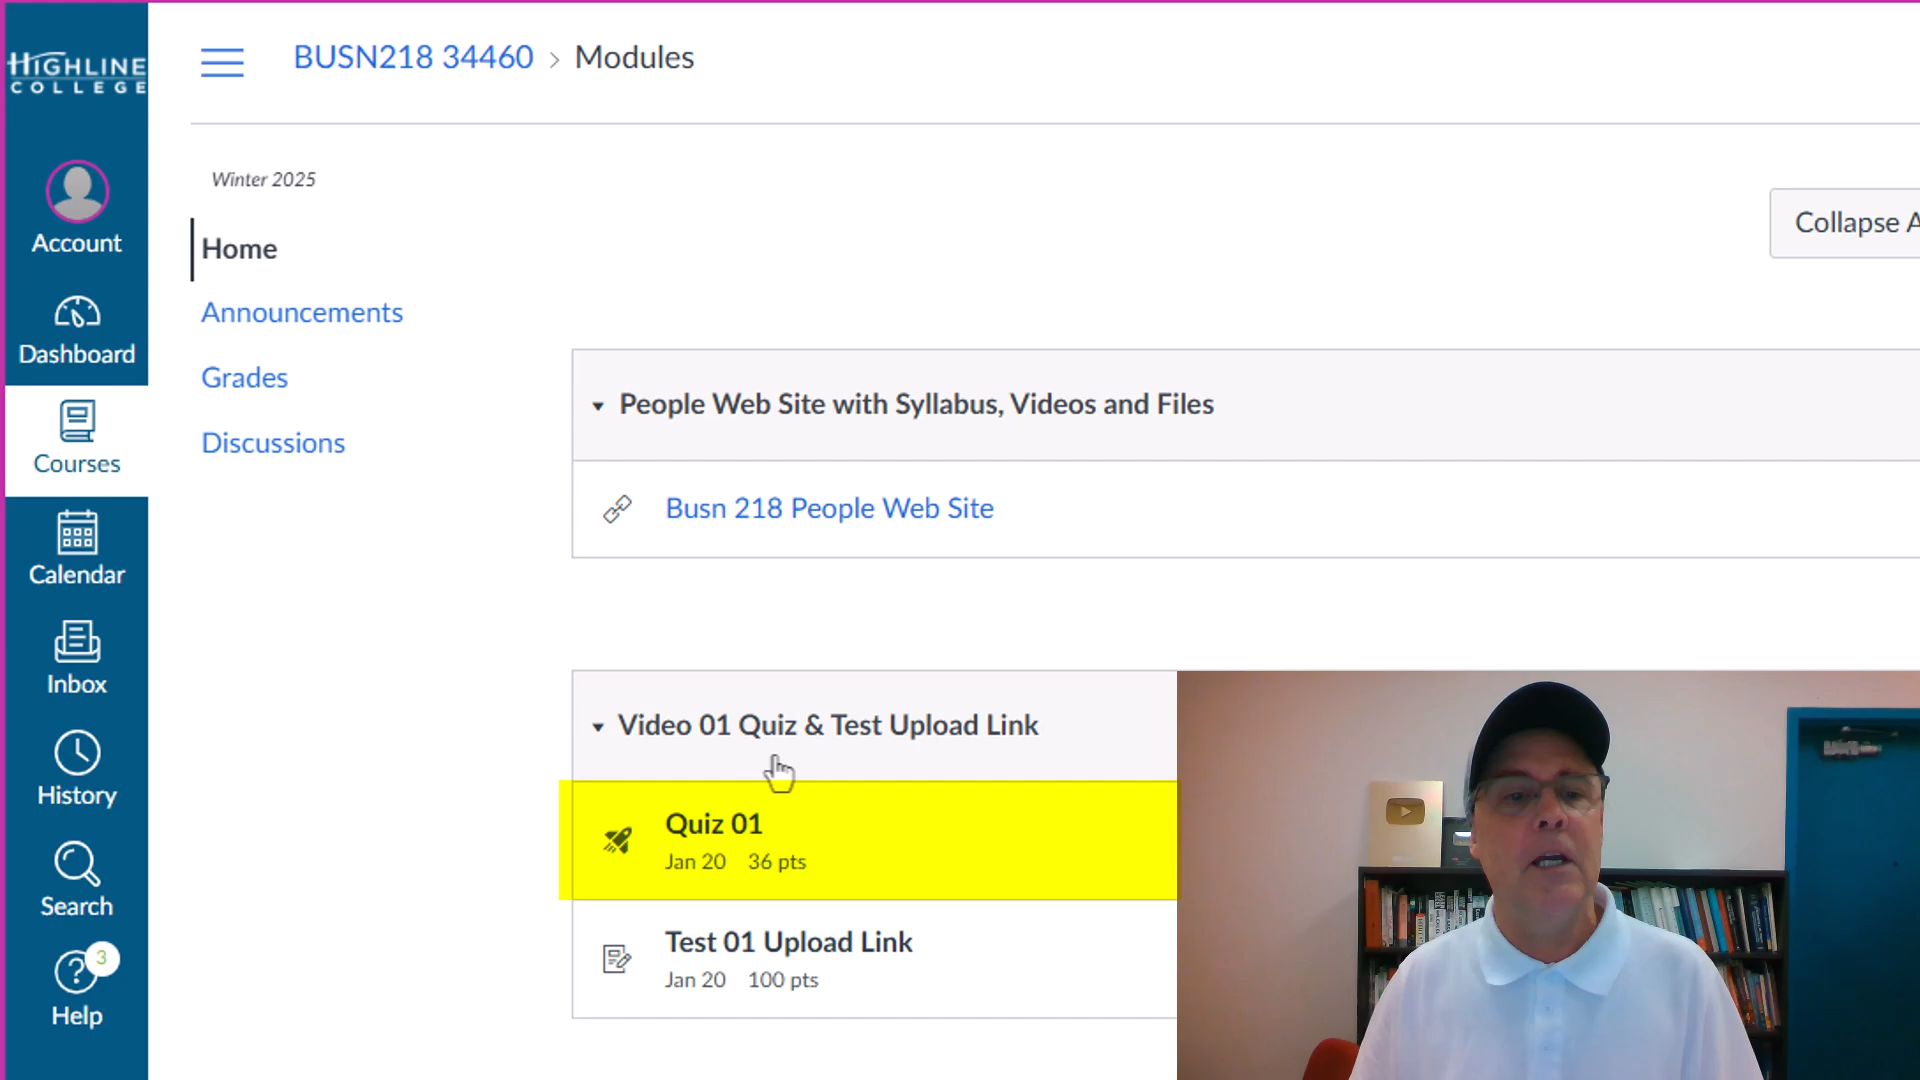 HIGHLINE
COLLEGE
Account
Dashboard
Courses
Calendar
Inbox
History
Search
3
Help
BUSN218 34460 > Modules
Winter 2025
Home
Announcements
Grades
Discussions
Collapse A
People Web Site with Syllabus, Videos and Files
Busn 218 People Web Site
Video 01 Quiz & Test Upload Link
Quiz 01
Jan 20 36 pts
Test 01 Upload Link
Jan 20 100 pts